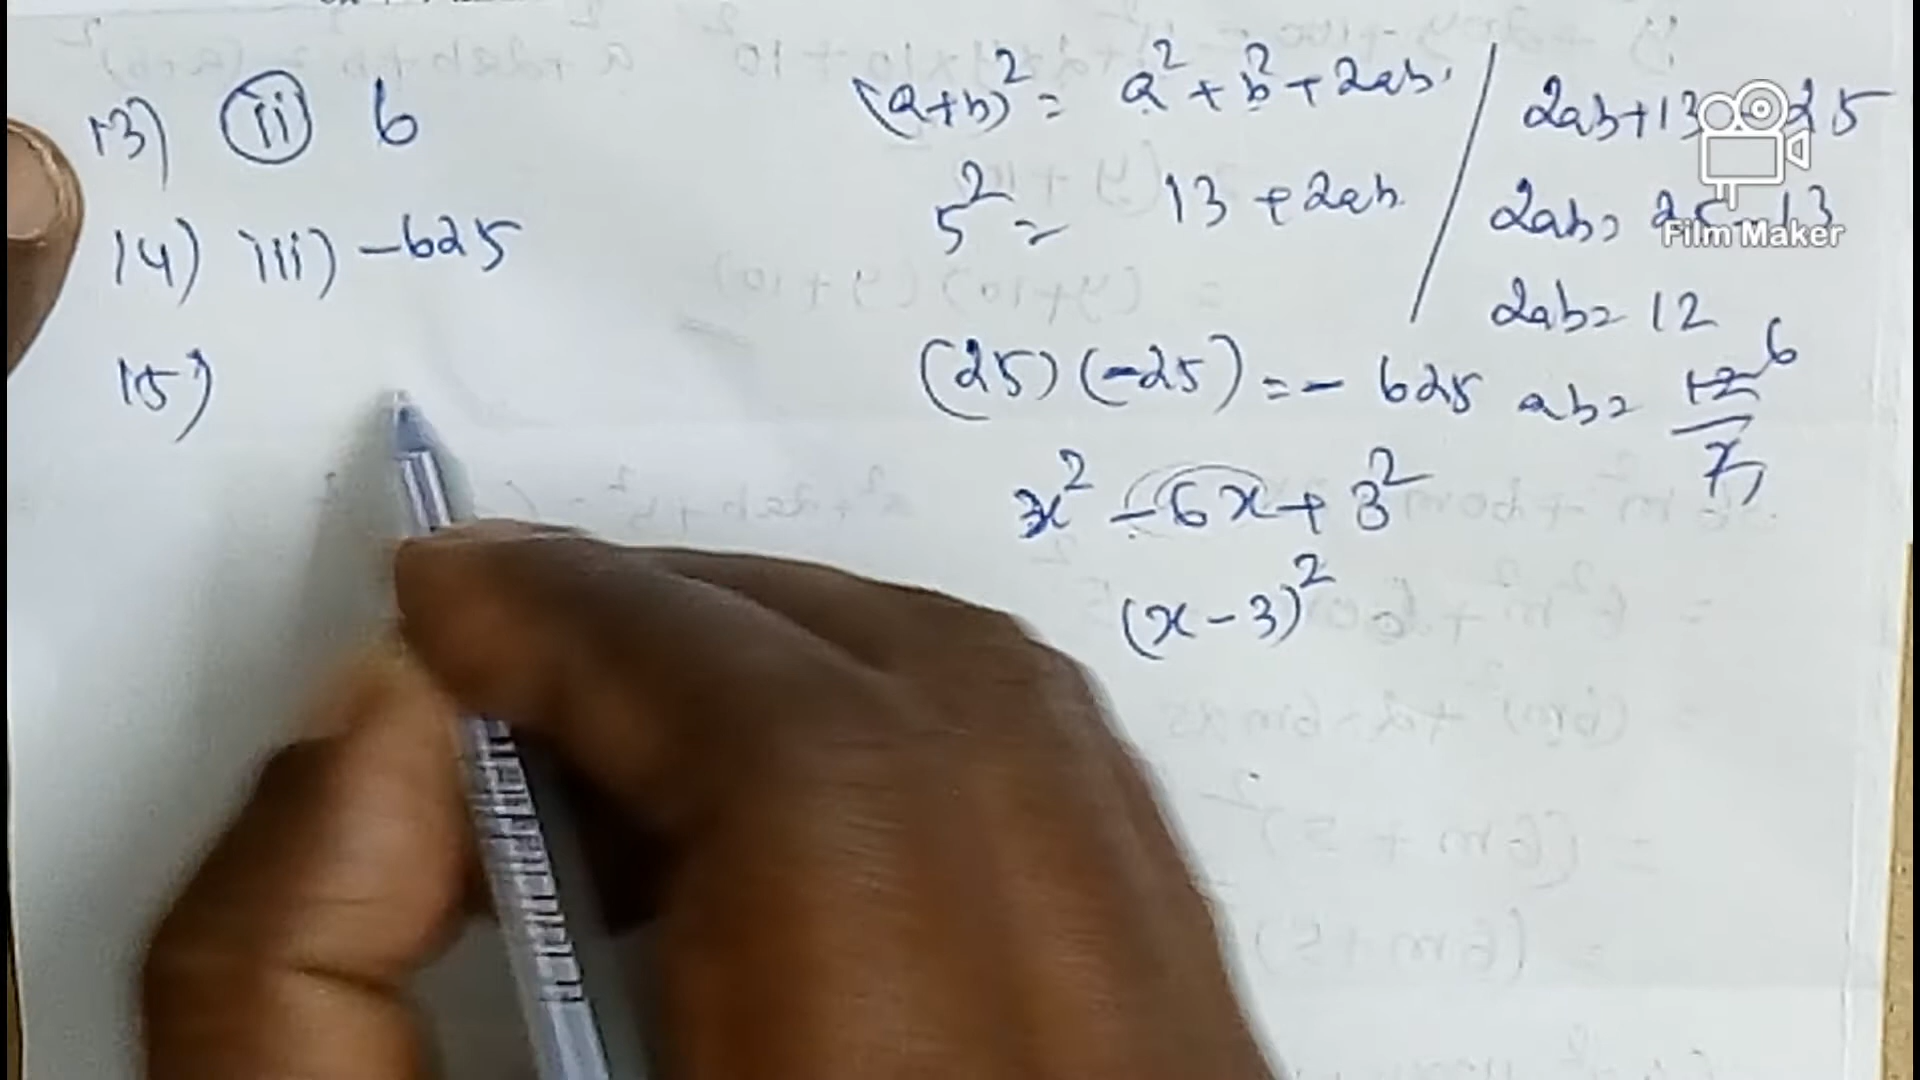 13) ii 6
14) iii) -625
15)
(a+b)² = a² + b² + 2ab.
5² = 13 + 2ab.
2ab+13 = 25
2ab = 25-13
2ab = 12
ab = 12/2 6
(25) (-25) = - 625
x² - 6x + 3²
(x - 3)²
Film Maker